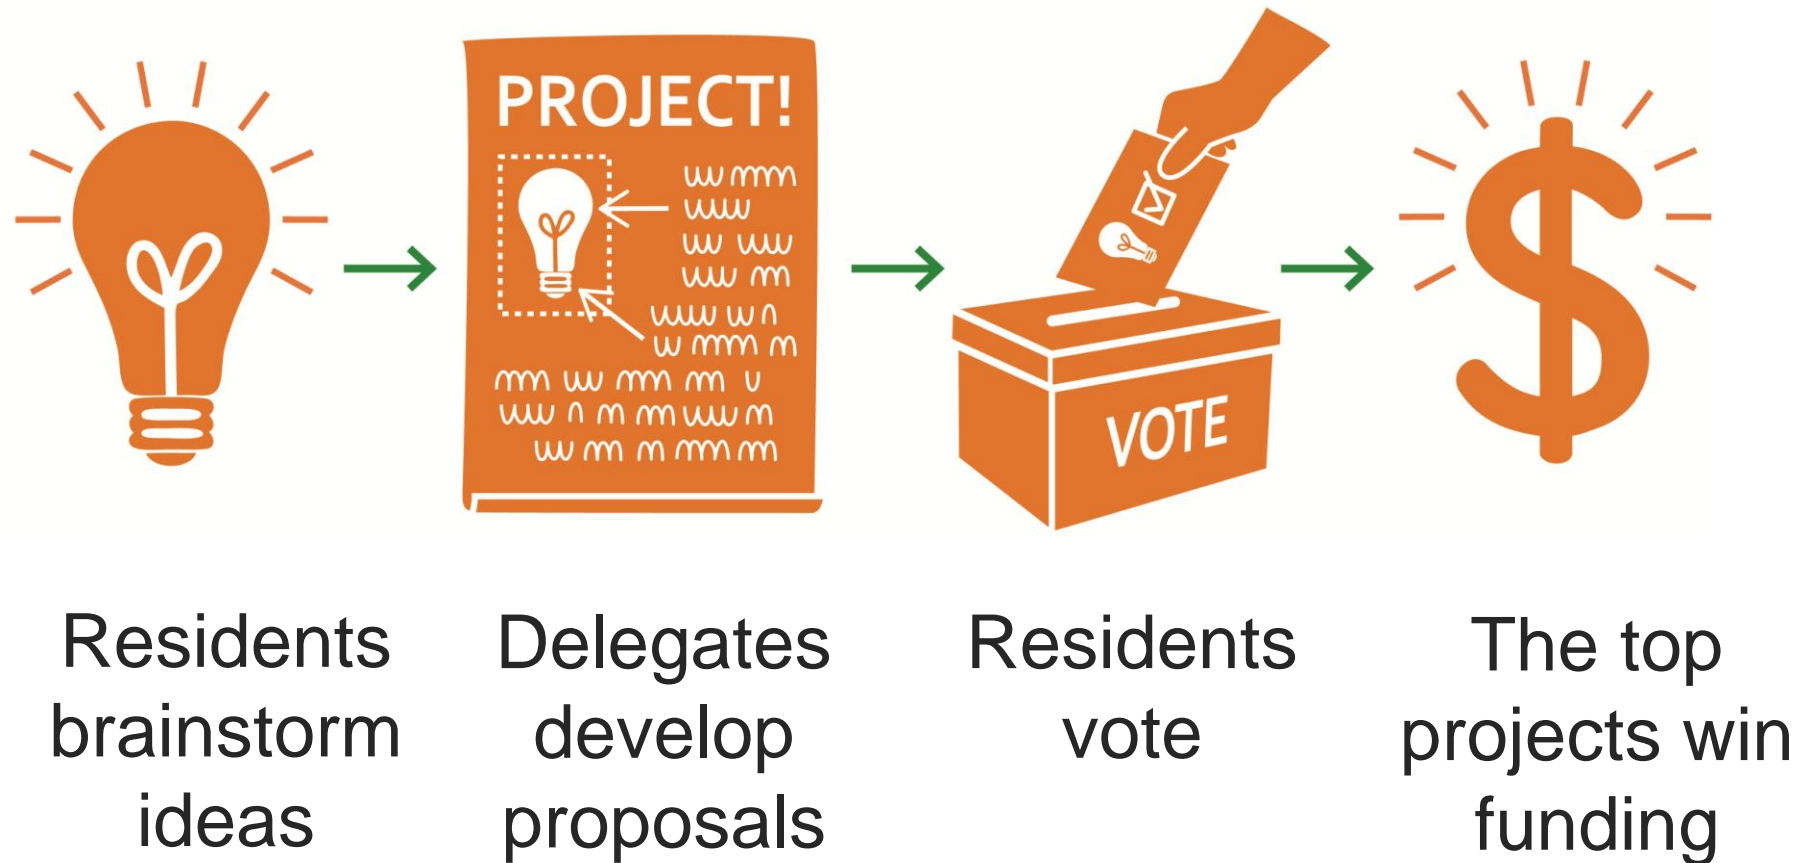 PROJECT!
VOTE
Residents
brainstorm
ideas
Delegates
develop
proposals
Residents
vote
The top
projects win
funding